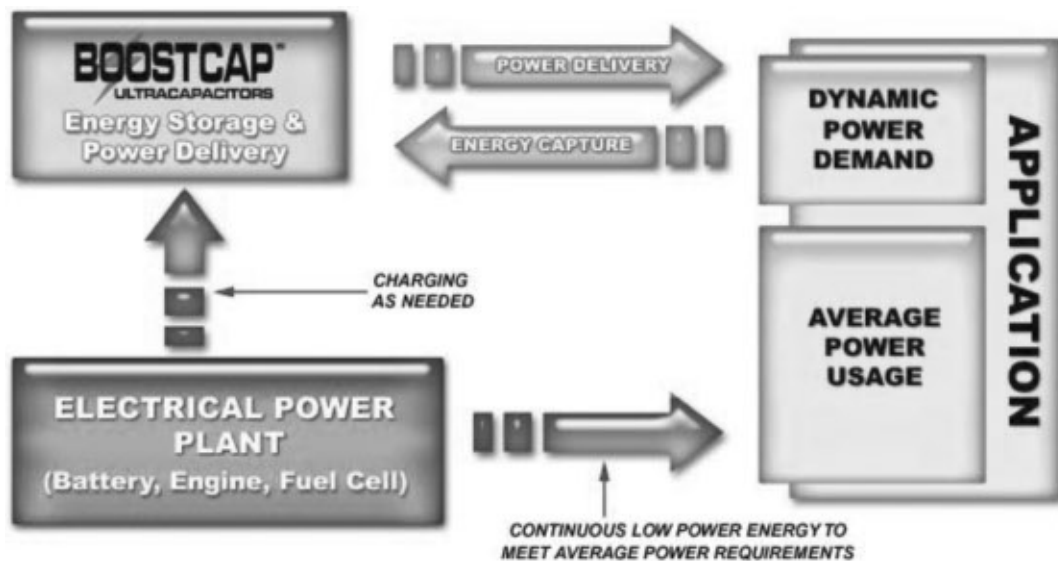 BOOSTCAP™
ULTRACAPACITORS
Energy Storage &
Power Delivery
POWER DELIVERY
ENERGY CAPTURE
DYNAMIC
POWER
DEMAND
APPLICATION
CHARGING
AS NEEDED
AVERAGE
POWER
USAGE
ELECTRICAL POWER
PLANT
(Battery, Engine, Fuel Cell)
CONTINUOUS LOW POWER ENERGY TO
MEET AVERAGE POWER REQUIREMENTS